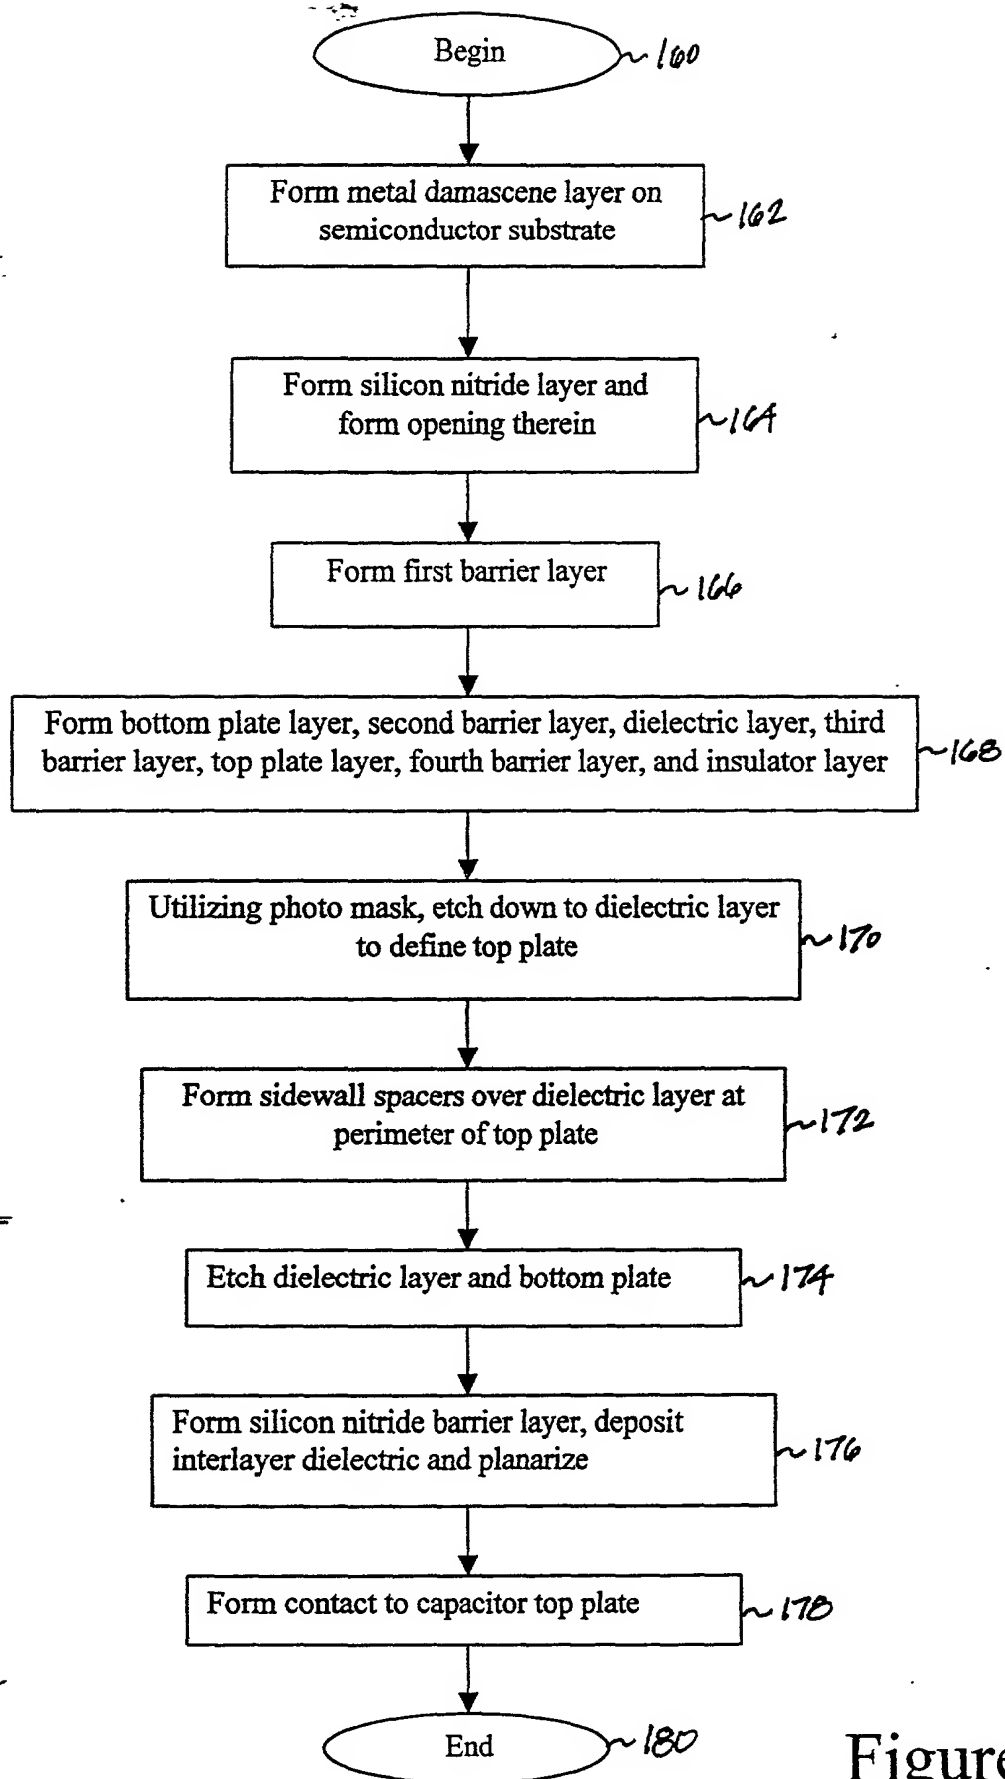 Begin
160
Form metal damascene layer on
semiconductor substrate
162
Form silicon nitride layer and
form opening therein
164
Form first barrier layer
166
Form bottom plate layer, second barrier layer, dielectric layer, third
barrier layer, top plate layer, fourth barrier layer, and insulator layer
168
Utilizing photo mask, etch down to dielectric layer
to define top plate
170
Form sidewall spacers over dielectric layer at
perimeter of top plate
172
Etch dielectric layer and bottom plate
174
Form silicon nitride barrier layer, deposit
interlayer dielectric and planarize
176
Form contact to capacitor top plate
178
End
180
Figure